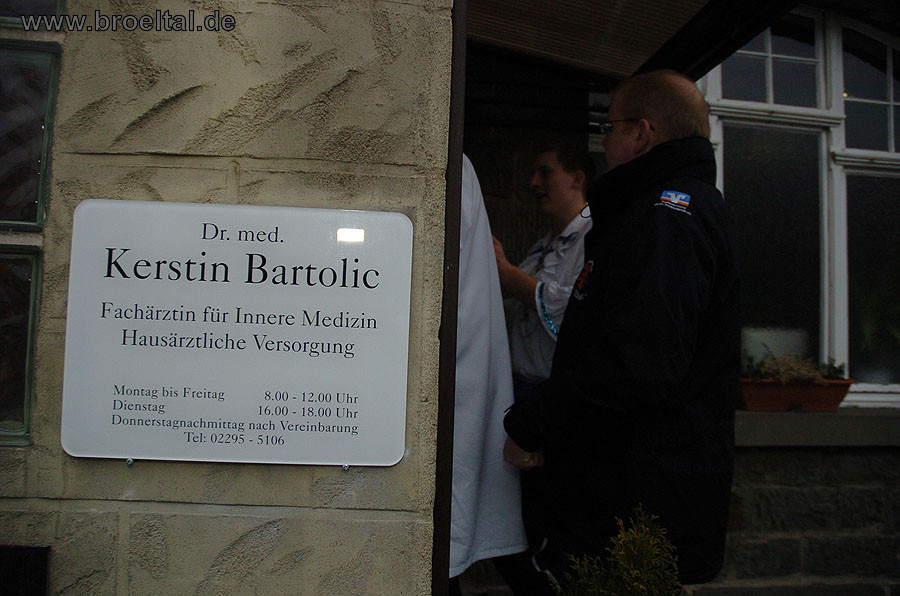 www.broeltal.de
Dr. med.
Kerstin Bartolic
Fachärztin für Innere Medizin
Hausärztliche Versorgung
Montag bis Freitag 8.00 - 12.00 Uhr
Dienstag 16.00 - 18.00 Uhr
Donnerstagnachmittag nach Vereinbarung
Tel: 02295 - 5106